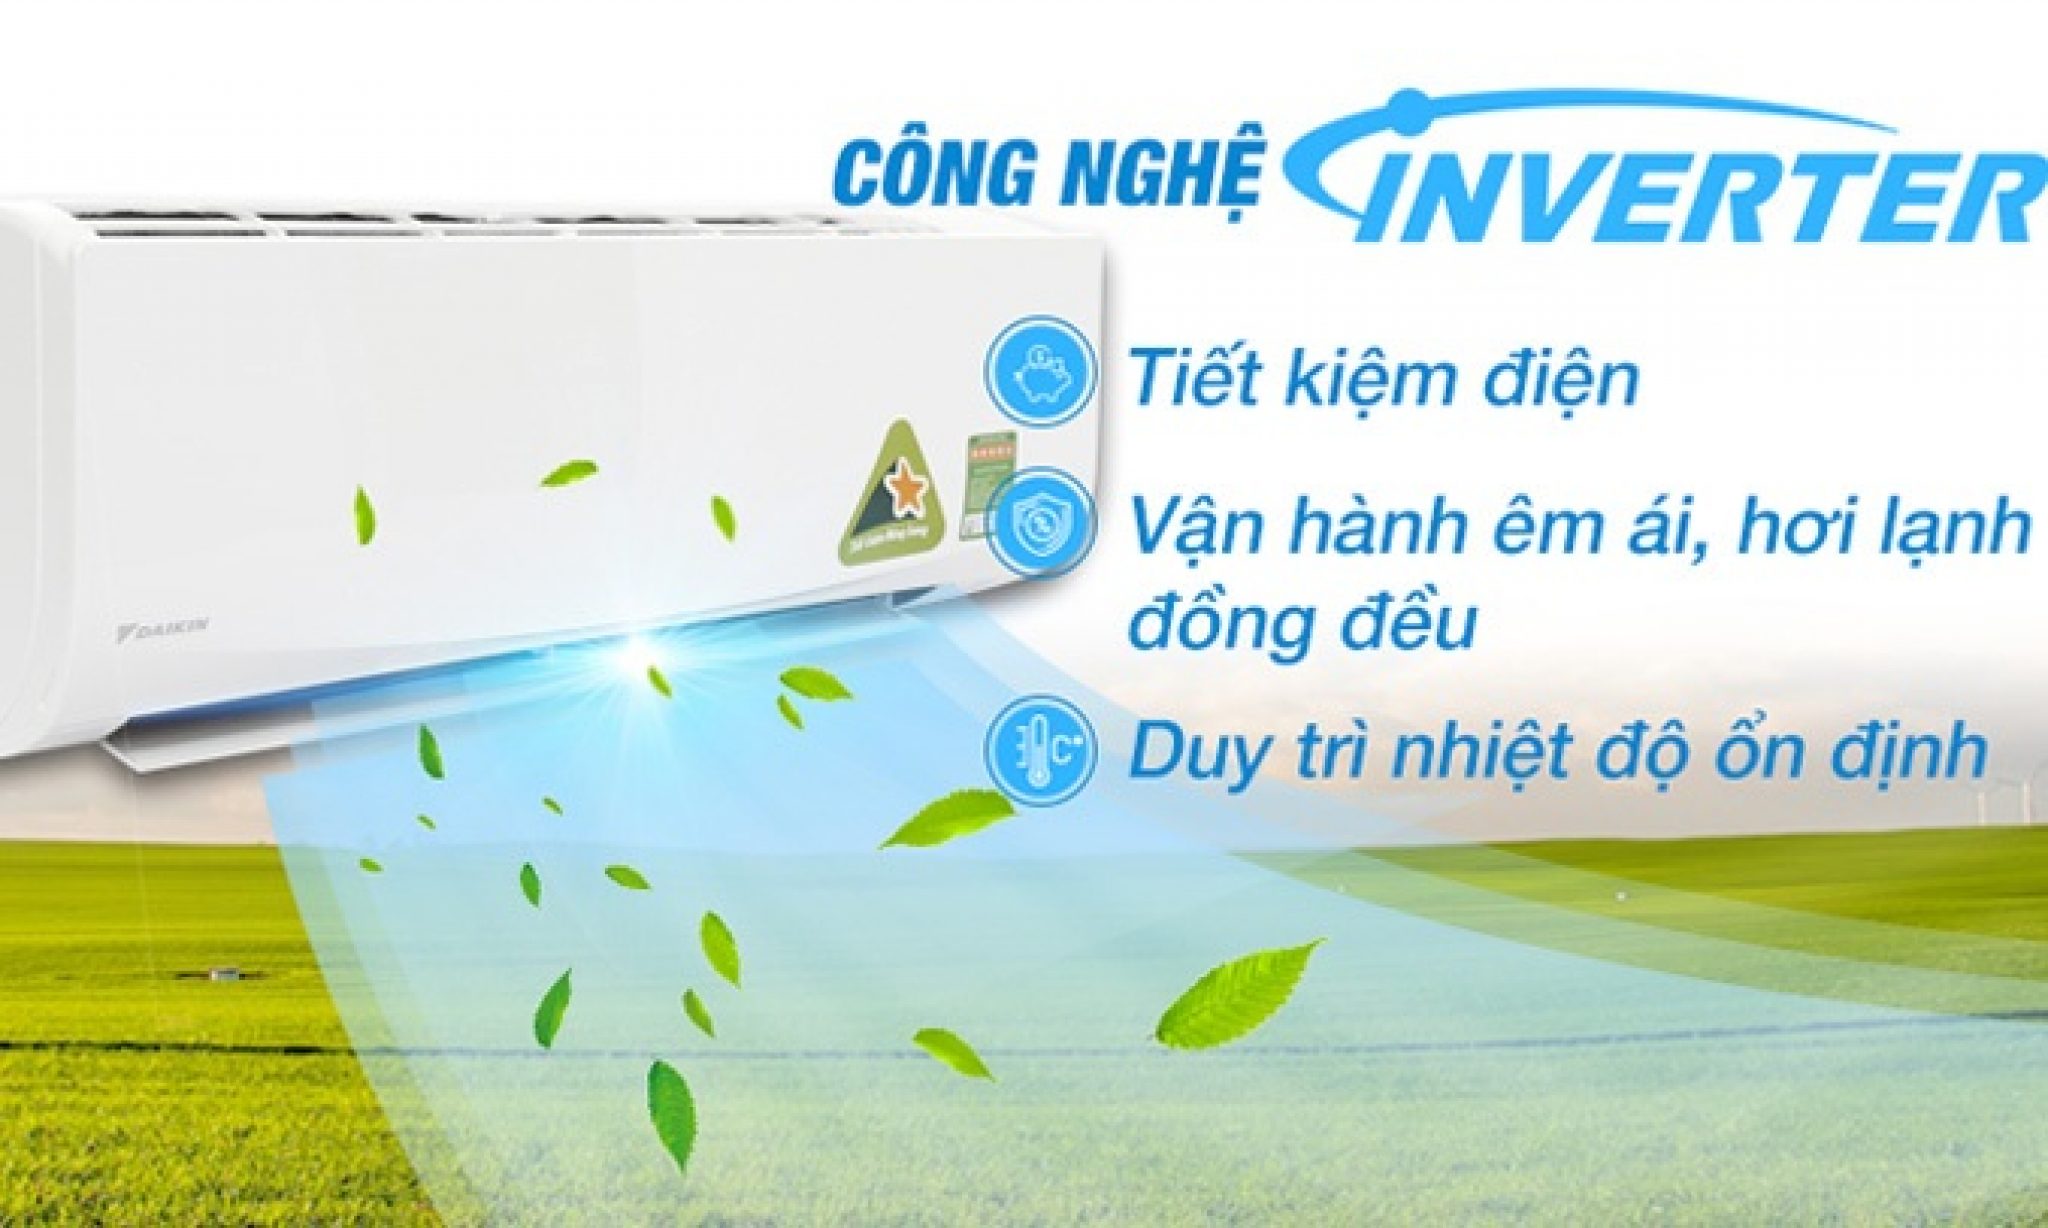 CÔNG NGHỆ INVERTER
Tiết kiệm điện
Vận hành êm ái, hơi lạnh
đồng đều
Duy trì nhiệt độ ổn định
DAIKIN